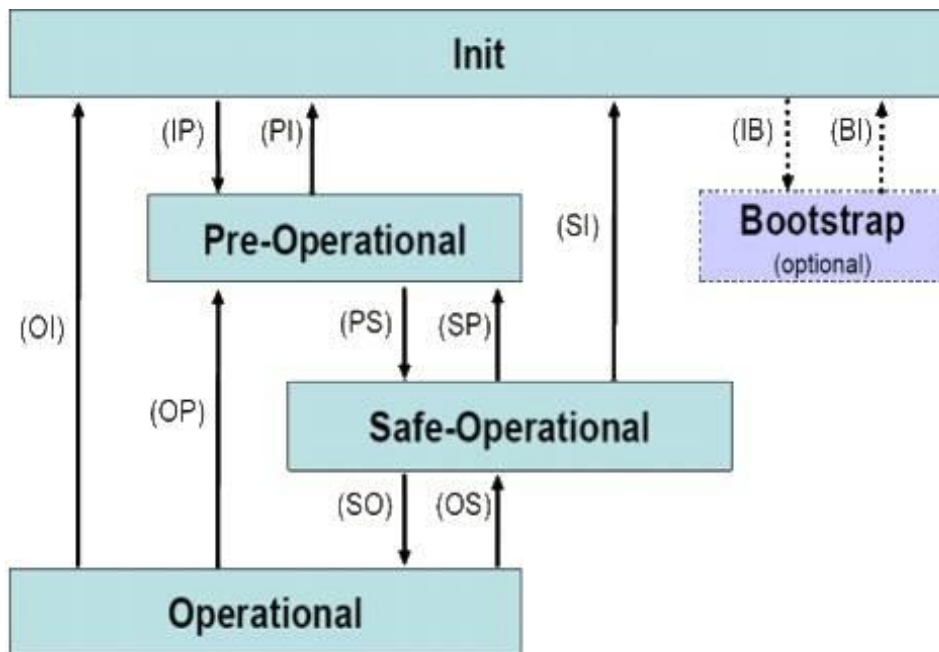 Init
(IP)
(PI)
(IB)
(BI)
Pre-Operational
(SI)
Bootstrap
(optional)
(OI)
(PS)
(SP)
(OP)
Safe-Operational
(SO)
(OS)
Operational